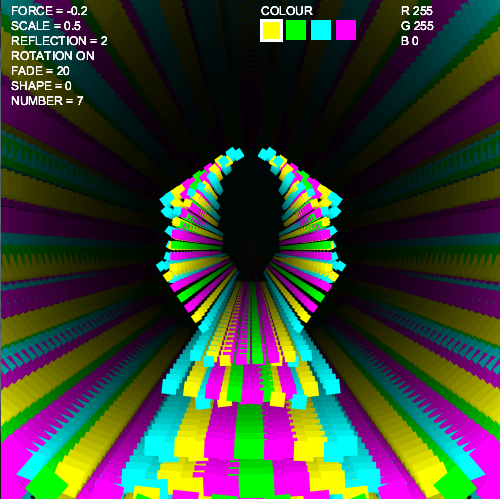 FORCE = -0.2
SCALE = 0.5
REFLECTION = 2
ROTATION ON
FADE = 20
SHAPE = 0
NUMBER = 7
COLOUR
R 255
G 255
B 0